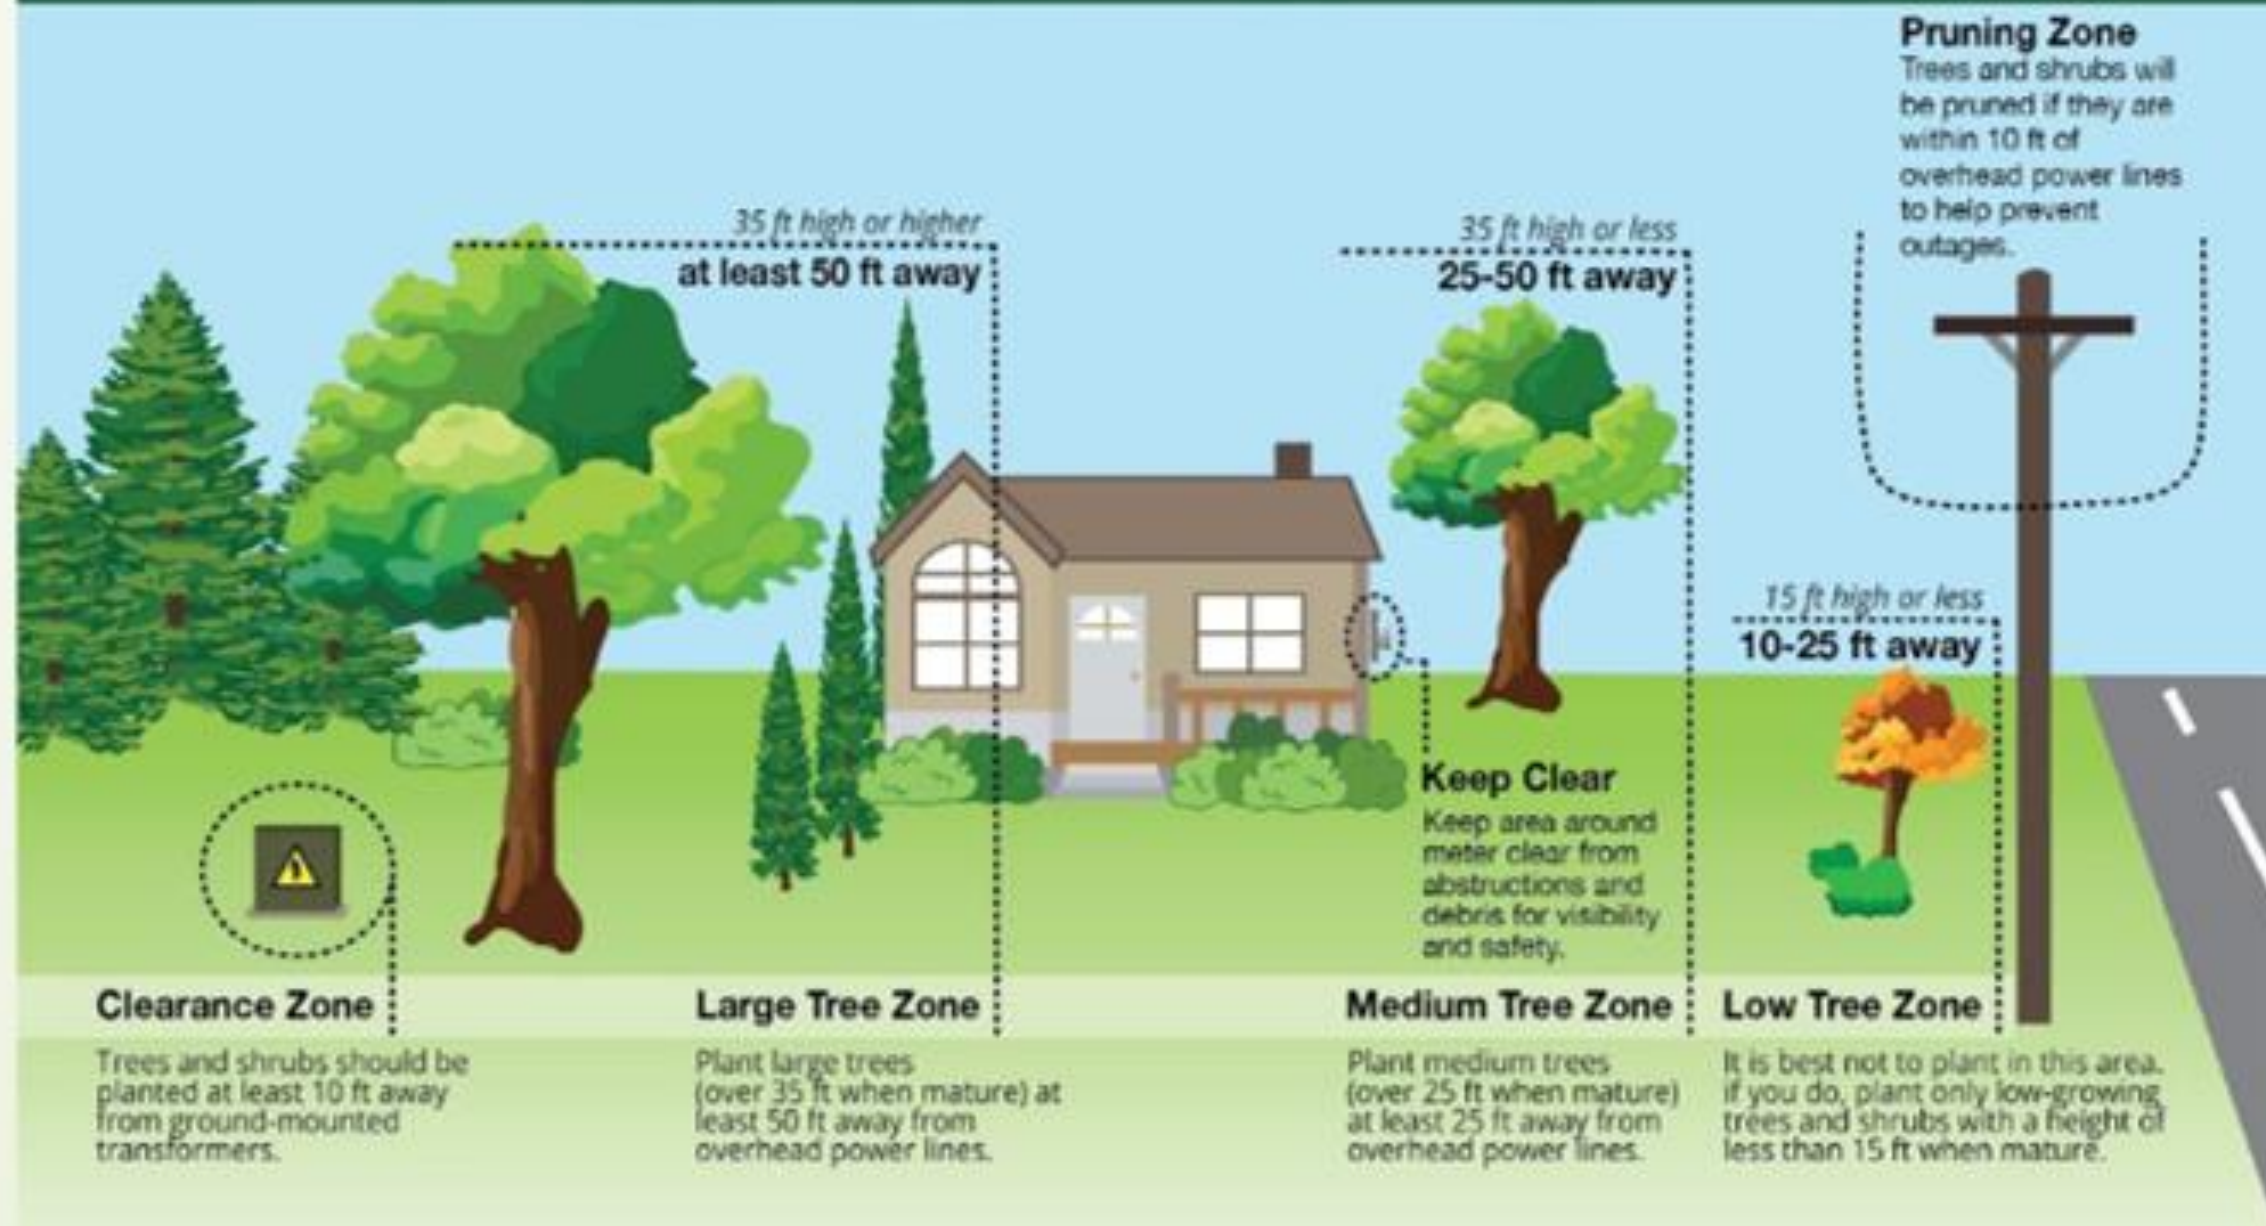 Pruning Zone
Trees and shrubs will
be pruned if they are
within 10 ft of
overhead power lines
to help prevent
outages.
35 ft high or higher
at least 50 ft away
35 ft high or less
25-50 ft away
15 ft high or less
10-25 ft away
Keep Clear
Keep area around
meter clear from
abstructions and
debris for visibility
and safety.
Clearance Zone
Trees and shrubs should be
planted at least 10 ft away
from ground-mounted
transformers.
Large Tree Zone
Plant large trees
(over 35 ft when mature) at
least 50 ft away from
overhead power lines.
Medium Tree Zone
Plant medium trees
(over 25 ft when mature)
at least 25 ft away from
overhead power lines.
Low Tree Zone
It is best not to plant in this area.
if you do, plant only low-growing
trees and shrubs with a height of
less than 15 ft when mature.